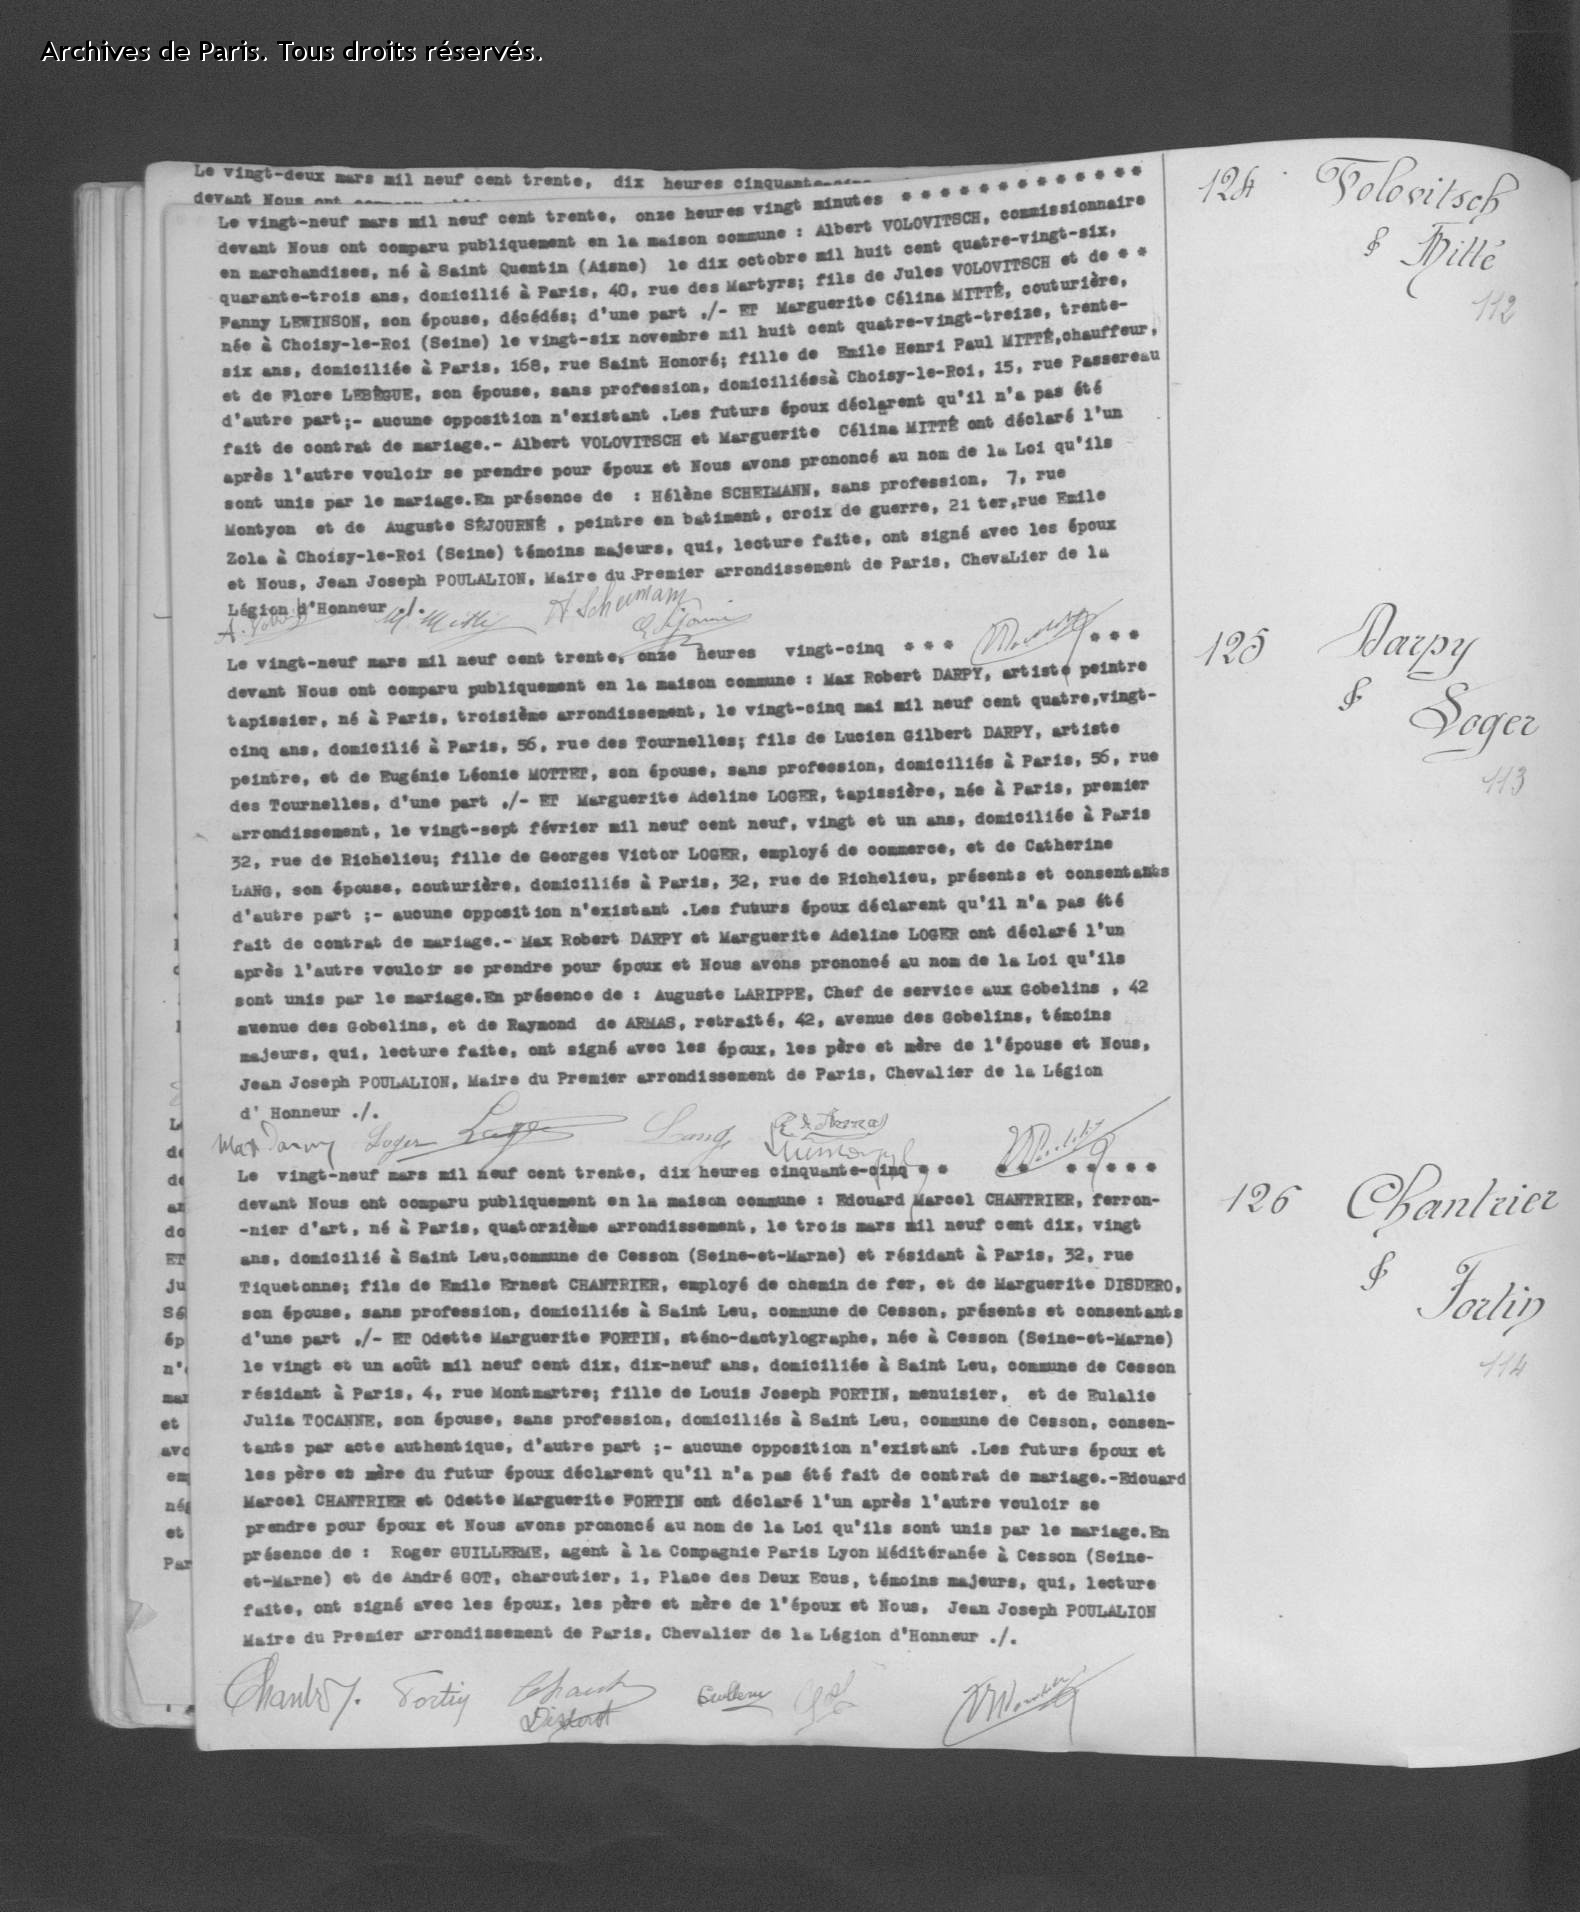 Archives de Paris. Tous droits réservés.
Le vingt-deux mars mil neuf cent trente, dix heures
devant Nous ont
Le vingt-neuf mars mil neuf cent trente, onze heures vingt minutes * * * * * * * * * * * * *
devant Nous ont comparu publiquement en la maison commune : Albert VOLOVITSCH, commissionnaire
en marchandises, né à Saint Quentin (Aisne) le dix octobre mil huit cent quatre-vingt-six,
quarante-trois ans, domicilié à Paris, 40, rue des Martyrs; fils de Jules VOLOVITSCH et de * *
Fanny LEWINSON, son épouse, décédés; d'une part ./- ET Marguerite Célina MITTÉ, couturière,
née à Choisy-le-Roi (Seine) le vingt-six novembre mil huit cent quatre-vingt-treize, trente-
six ans, domiciliée à Paris, 168, rue Saint Honoré; fille de Emile Henri Paul MITTÉ,chauffeur,
et de Flore LEBÈGUE, son épouse, sans profession, domiciliéssà Choisy-le-Roi, 15, rue Passereau
d'autre part;- aucune opposition n'existant .Les futurs époux déclarent qu'il n'a pas été
fait de contrat de mariage.- Albert VOLOVITSCH et Marguerite Célina MITTÉ ont déclaré l'un
après l'autre vouloir se prendre pour époux et Nous avons prononcé au nom de la Loi qu'ils
sont unis par le mariage.En présence de : Hélène SCHEIMANN, sans profession, 7, rue
Montyon et de Auguste SÉJOURNÉ , peintre en batiment, croix de guerre, 21 ter,rue Emile
Zola à Choisy-le-Roi (Seine) témoins majeurs, qui, lecture faite, ont signé avec les époux
et Nous, Jean Joseph POULALION, Maire du Premier arrondissement de Paris, ChevaLier de la
Légion d'Honneur ./.
M. Mitté
Le vingt-neuf mars mil neuf cent trente, onze heures vingt-cinq * * * * * *
devant Nous ont comparu publiquement en la maison commune : Max Robert DARPY, artiste peintre
tapissier, né à Paris, troisième arrondissement, le vingt-cinq mai mil neuf cent quatre,vingt-
cinq ans, domicilié à Paris, 56, rue des Tournelles; fils de Lucien Gilbert DARPY, artiste
peintre, et de Eugénie Léonie MOTTET, son épouse, sans profession, domiciliés à Paris, 56, rue
des Tournelles, d'une part ./- ET Marguerite Adeline LOGER, tapissière, née à Paris, premier
arrondissement, le vingt-sept février mil neuf cent neuf, vingt et un ans, domiciliée à Paris
32, rue de Richelieu; fille de Georges Victor LOGER, employé de commerce, et de Catherine
LANG, son épouse, couturière, domiciliés à Paris, 32, rue de Richelieu, présents et consentants
d'autre part ;- aucune opposition n'existant .Les futurs époux déclarent qu'il n'a pas été
fait de contrat de mariage.- Max Robert DARPY et Marguerite Adeline LOGER ont déclaré l'un
après l'autre vouloir se prendre pour époux et Nous avons prononcé au nom de la Loi qu'ils
sont unis par le mariage.En présence de : Auguste LARIPPE, Chef de service aux Gobelins , 42
avenue des Gobelins, et de Raymond de ARMAS, retraité, 42, avenue des Gobelins, témoins
majeurs, qui, lecture faite, ont signé avec les époux, les père et mère de l'épouse et Nous,
Jean Joseph POULALION, Maire du Premier arrondissement de Paris, Chevalier de la Légion
d' Honneur ./.
Max Darpy Loger Loger Lang
Le vingt-neuf mars mil neuf cent trente, dix heures cinquante-cinq * * * * * * * * *
devant Nous ont comparu publiquement en la maison commune : Edouard Marcel CHANTRIER, ferron-
-nier d'art, né à Paris, quatorzième arrondissement, le trois mars mil neuf cent dix, vingt
ans, domicilié à Saint Leu,commune de Cesson (Seine-et-Marne) et résidant à Paris, 32, rue
Tiquetonne; fils de Emile Ernest CHANTRIER, employé de chemin de fer, et de Marguerite DISDERO,
son épouse, sans profession, domiciliés à Saint Leu, commune de Cesson, présents et consentants
d'une part ./- ET Odette Marguerite FORTIN, sténo-dactylographe, née à Cesson (Seine-et-Marne)
le vingt et un août mil neuf cent dix, dix-neuf ans, domiciliée à Saint Leu, commune de Cesson
résidant à Paris, 4, rue Montmartre; fille de Louis Joseph FORTIN, menuisier, et de Eulalie
Julia TOCANNE, son épouse, sans profession, domiciliés à Saint Leu, commune de Cesson, consen-
tants par acte authentique, d'autre part ;- aucune opposition n'existant .Les futurs époux et
les père et mère du futur époux déclarent qu'il n'a pas été fait de contrat de mariage.-Edouard
Marcel CHANTRIER et Odette Marguerite FORTIN ont déclaré l'un après l'autre vouloir se
prendre pour époux et Nous avons prononcé au nom de la Loi qu'ils sont unis par le mariage.En
présence de : Roger GUILLERME, agent à la Compagnie Paris Lyon Méditéranée à Cesson (Seine-
et-Marne) et de André GOT, charcutier, 1, Place des Deux Ecus, témoins majeurs, qui, lecture
faite, ont signé avec les époux, les père et mère de l'époux et Nous, Jean Joseph POULALION
Maire du Premier arrondissement de Paris, Chevalier de la Légion d'Honneur ./.
Fortin
124 Volovitsch
& Mitté
112
125 Darpy
& Loger
113
126 Chantrier
& Fortin
114